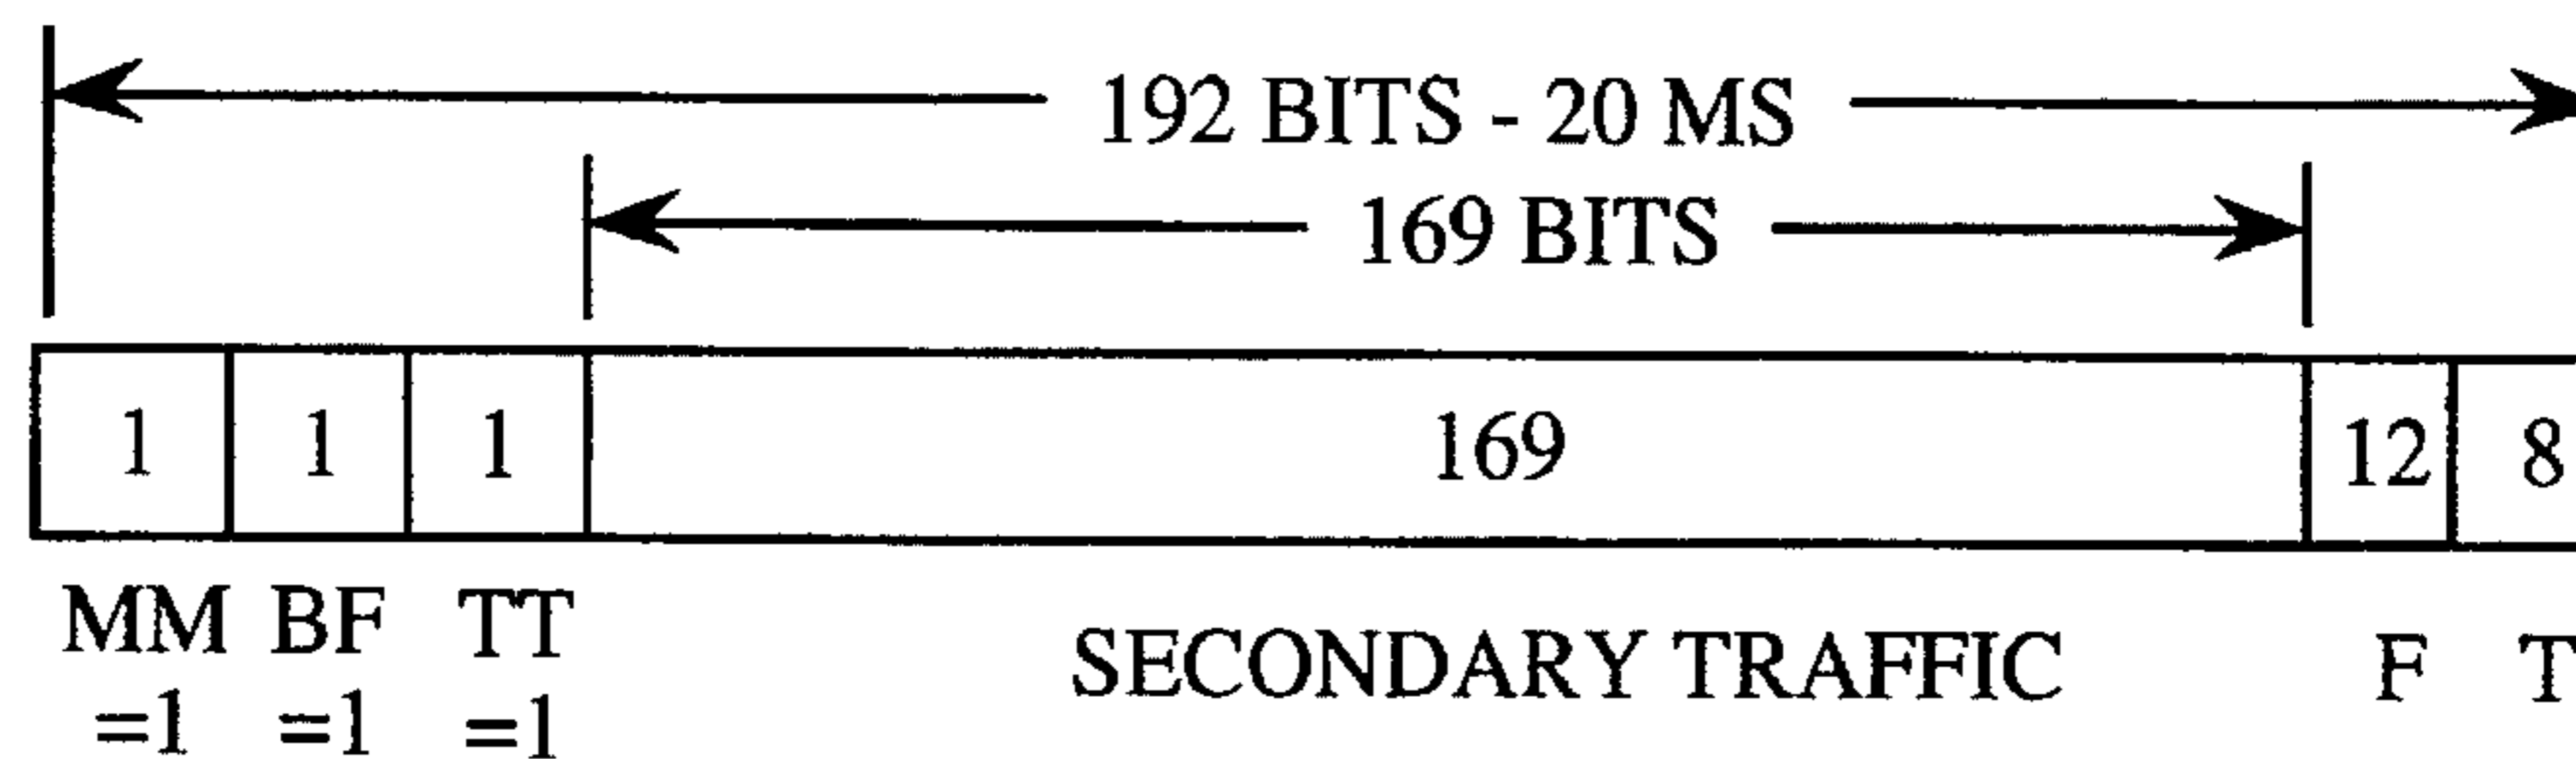 192 BITS - 20 MS
169 BITS
1 1 1 169 12 8
MM BF TT SECONDARY TRAFFIC F T
=1 =1 =1